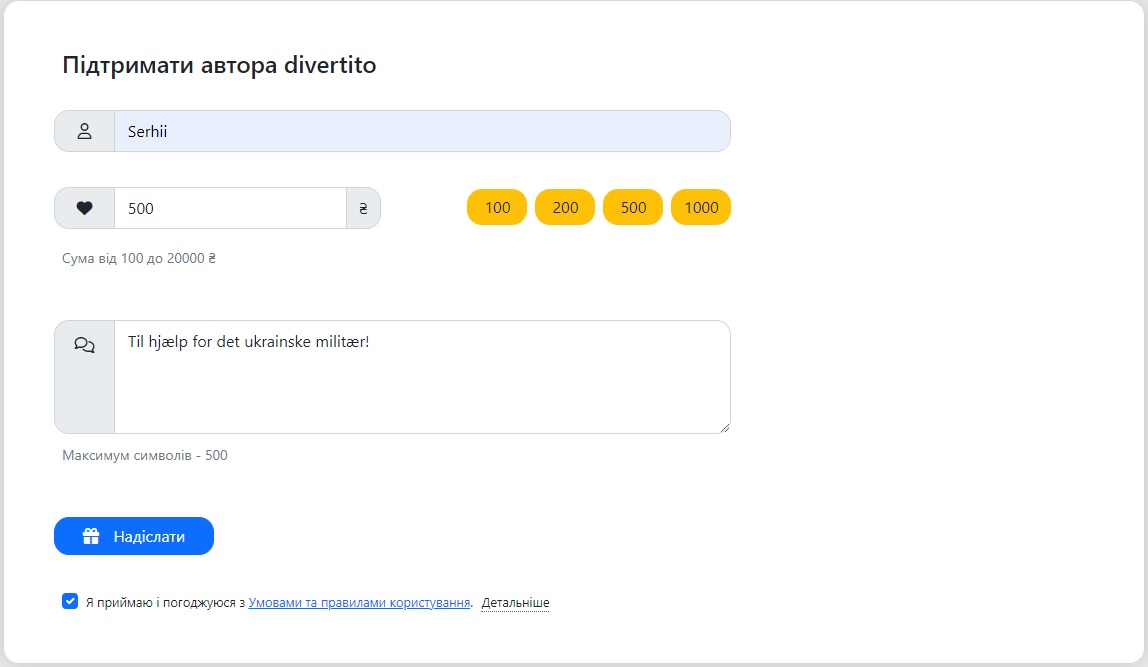 Підтримати автора divertito
Serhii
500 ₴
100 200 500 1000
Сума від 100 до 20000 ₴
Til hjælp for det ukrainske militær!
Максимум символів - 500
Надіслати
Я приймаю і погоджуюся з Умовами та правилами користування. Детальніше